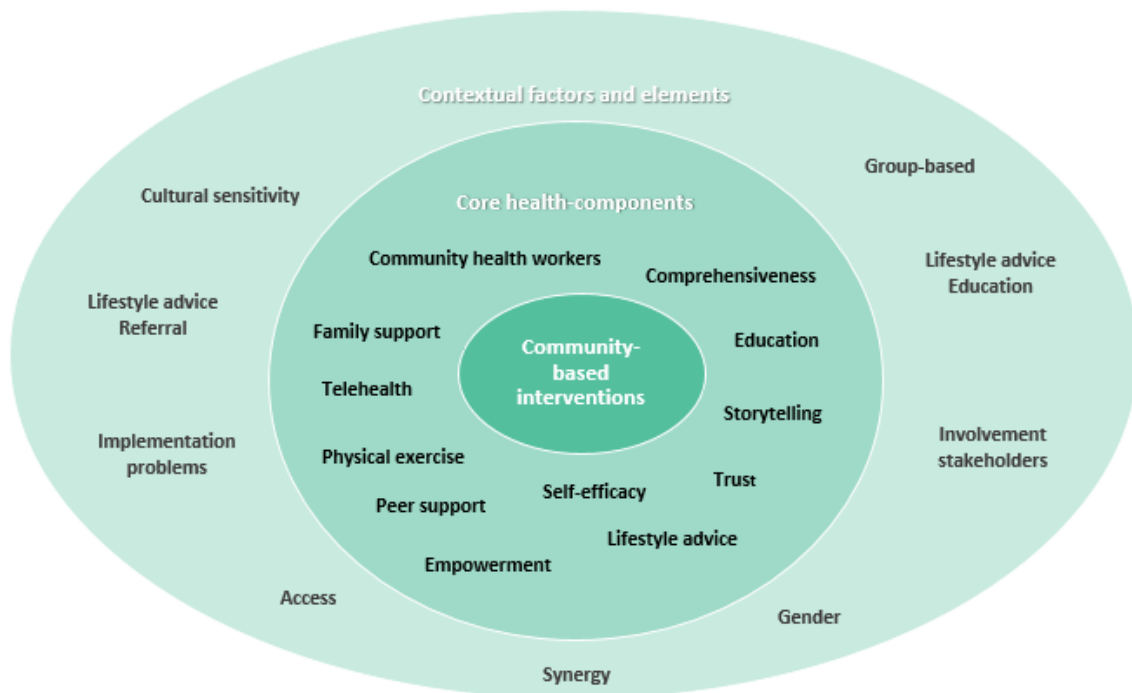 Contextual factors and elements
Group-based
Cultural sensitivity
Core health-components
Community health workers
Comprehensiveness
Lifestyle advice
Education
Lifestyle advice
Referral
Family support
Education
Community-
based
interventions
Telehealth
Storytelling
Implementation
problems
Involvement
stakeholders
Physical exercise
Trust
Self-efficacy
Peer support
Lifestyle advice
Empowerment
Access
Gender
Synergy